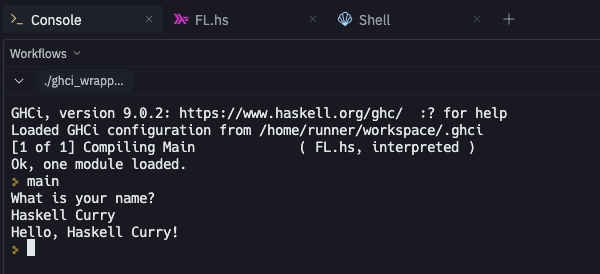 Console
FL.hs
Shell
Workflows
./ghci_wrapp...
GHCi, version 9.0.2: https://www.haskell.org/ghc/  :? for help
Loaded GHCi configuration from /home/runner/workspace/.ghci
[1 of 1] Compiling Main             ( FL.hs, interpreted )
Ok, one module loaded.
main
What is your name?
Haskell Curry
Hello, Haskell Curry!